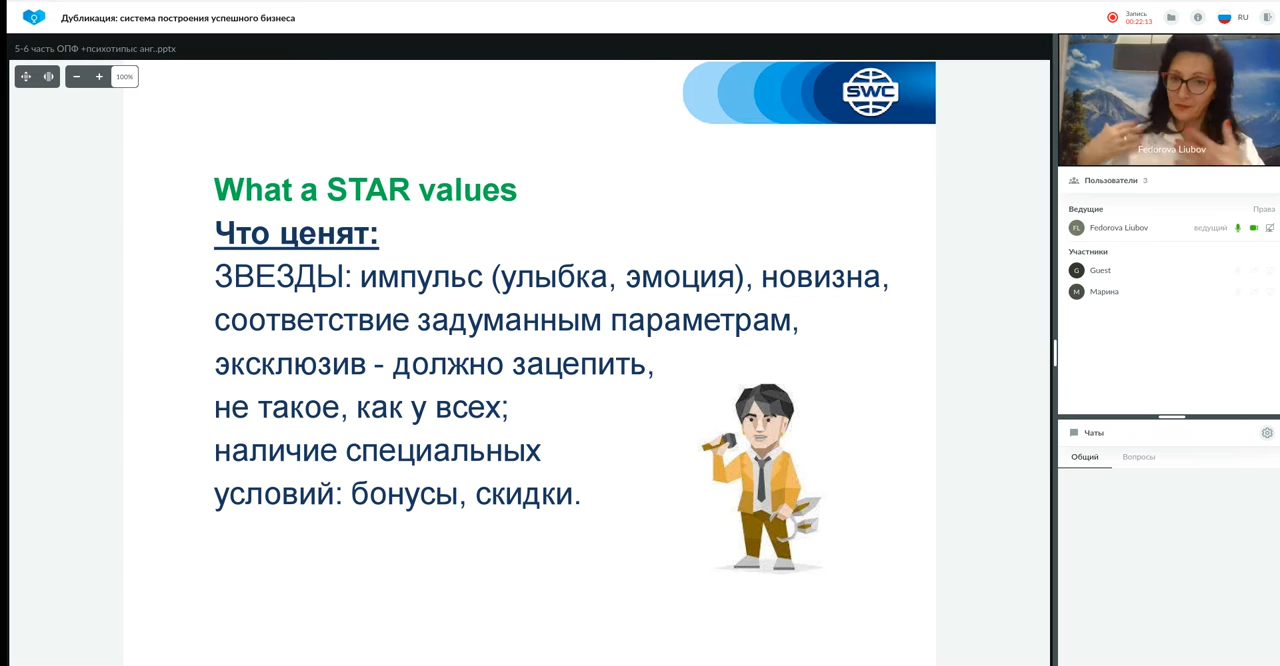 Дубликация: система построения успешного бизнеса
Запись
00:22:13
RU
5-6 часть ОПФ +психотипыс анг..pptx
100%
SWC
What a STAR values
Что ценят:
ЗВЕЗДЫ: импульс (улыбка, эмоция), новизна,
соответствие задуманным параметрам,
эксклюзив - должно зацепить,
не такое, как у всех;
наличие специальных
условий: бонусы, скидки.
Fedorova Liubov
Пользователи 3
Ведущие Права
FL Fedorova Liubov ведущий
Участники
G Guest
М Марина
Чаты
Общий Вопросы